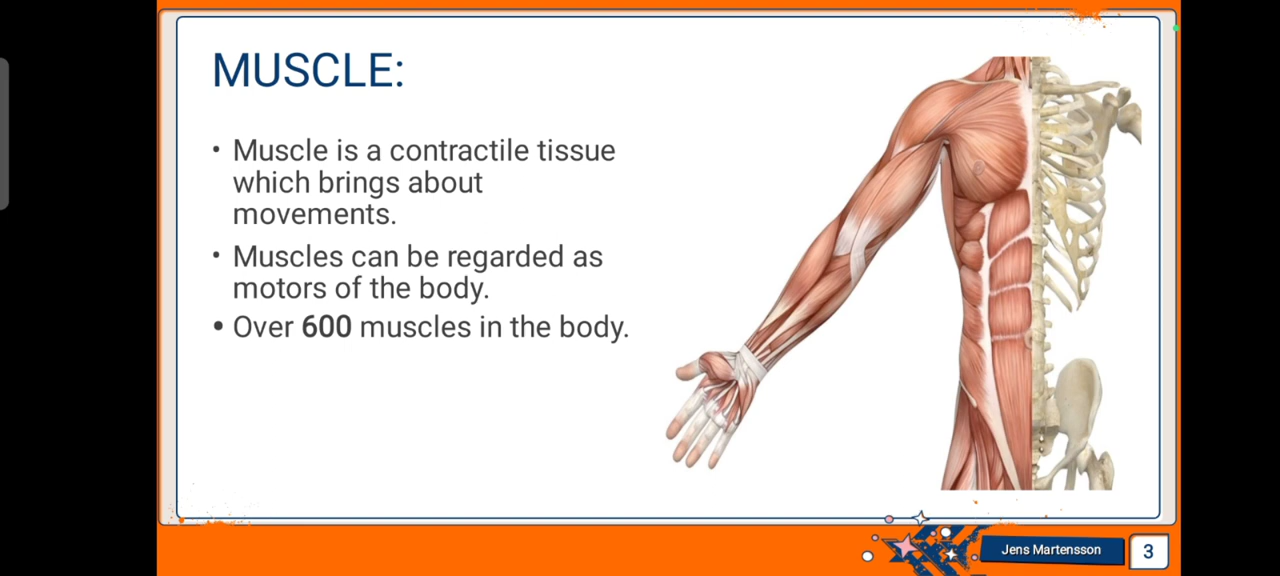 MUSCLE:
• Muscle is a contractile tissue
which brings about
movements.
• Muscles can be regarded as
motors of the body.
• Over 600 muscles in the body.
Jens Martensson
3